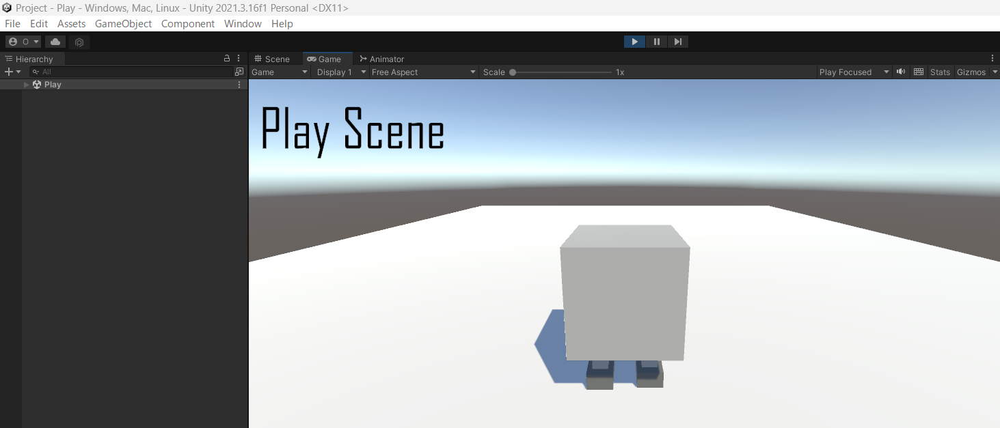 Project - Play - Windows, Mac, Linux - Unity 2021.3.16f1 Personal <DX11>
File Edit Assets GameObject Component Window Help
O
Hierarchy
All
Play
Scene Game Animator
Game Display 1 Free Aspect Scale 1x Play Focused Stats Gizmos
Play Scene